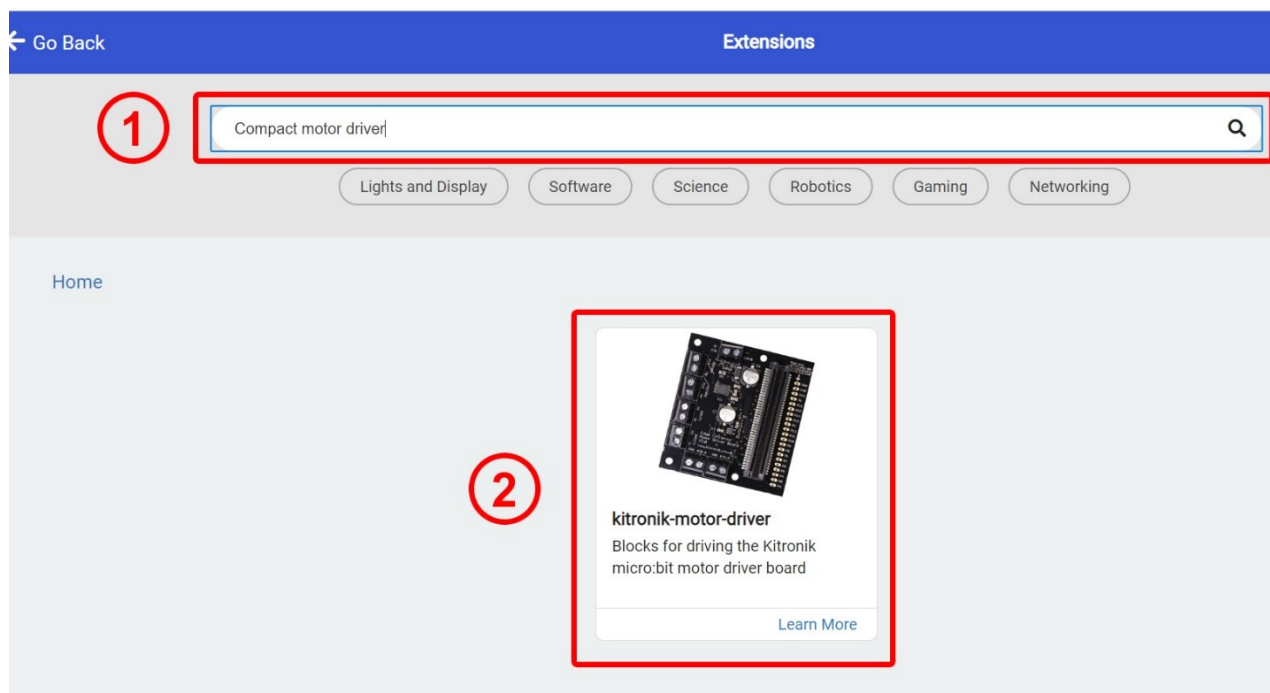 Go Back
Extensions
1
Compact motor driver
Lights and Display
Software
Science
Robotics
Gaming
Networking
Home
2
kitronik-motor-driver
Blocks for driving the Kitronik
micro:bit motor driver board
Learn More